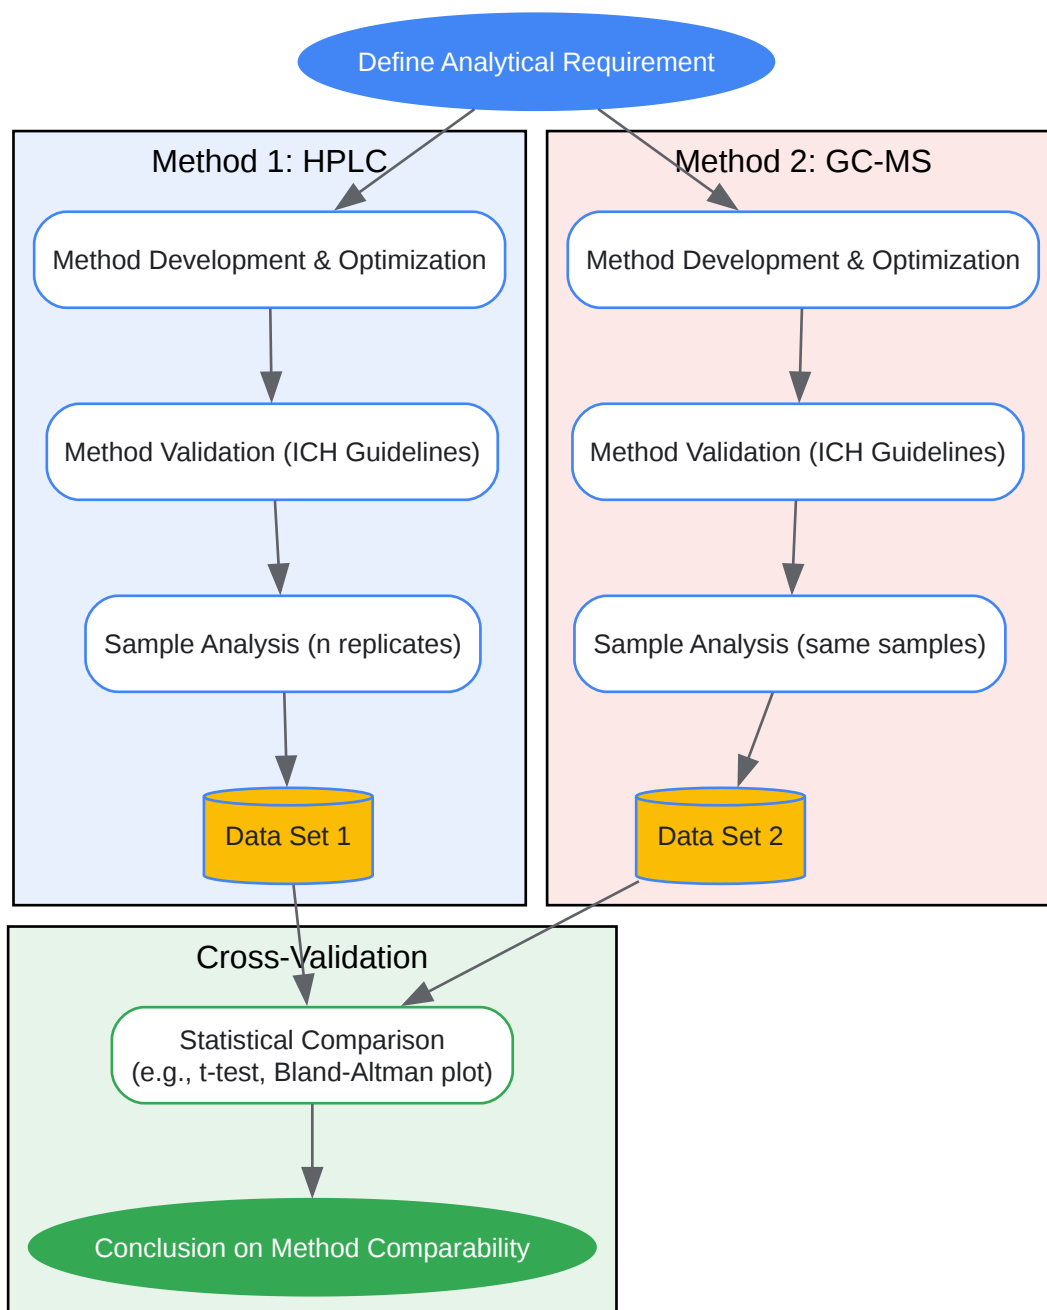 Define Analytical Requirement
Method 1: HPLC
Method Development & Optimization
Method Validation (ICH Guidelines)
Sample Analysis (n replicates)
Data Set 1
Method 2: GC-MS
Method Development & Optimization
Method Validation (ICH Guidelines)
Sample Analysis (same samples)
Data Set 2
Cross-Validation
Statistical Comparison
(e.g., t-test, Bland-Altman plot)
Conclusion on Method Comparability